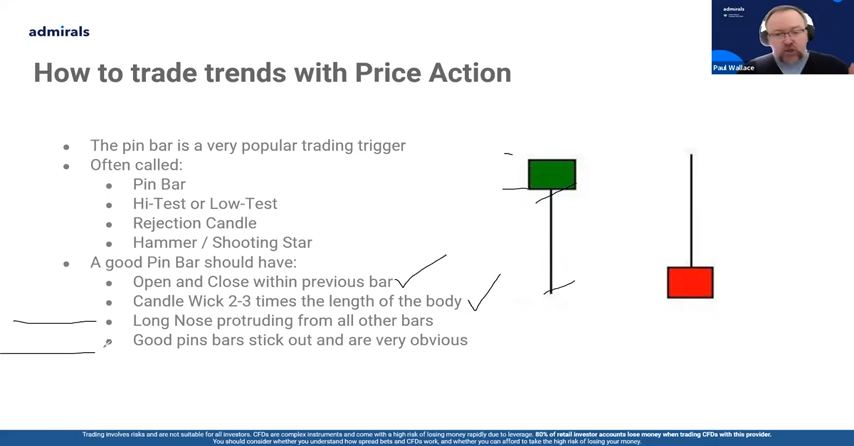 admirals
admirals
Paul Wallace
How to trade trends with Price Action
The pin bar is a very popular trading trigger
Often called:
Pin Bar
Hi-Test or Low-Test
Rejection Candle
Hammer / Shooting Star
A good Pin Bar should have:
Open and Close within previous bar
Candle Wick 2-3 times the length of the body
Long Nose protruding from all other bars
Good pins bars stick out and are very obvious
Trading involves risks and are not suitable for all investors. CFDs are complex instruments and come with a high risk of losing money rapidly due to leverage. 80% of retail investor accounts lose money when trading CFDs with this provider.
You should consider whether you understand how spread bets and CFDs work, and whether you can afford to take the high risk of losing your money.